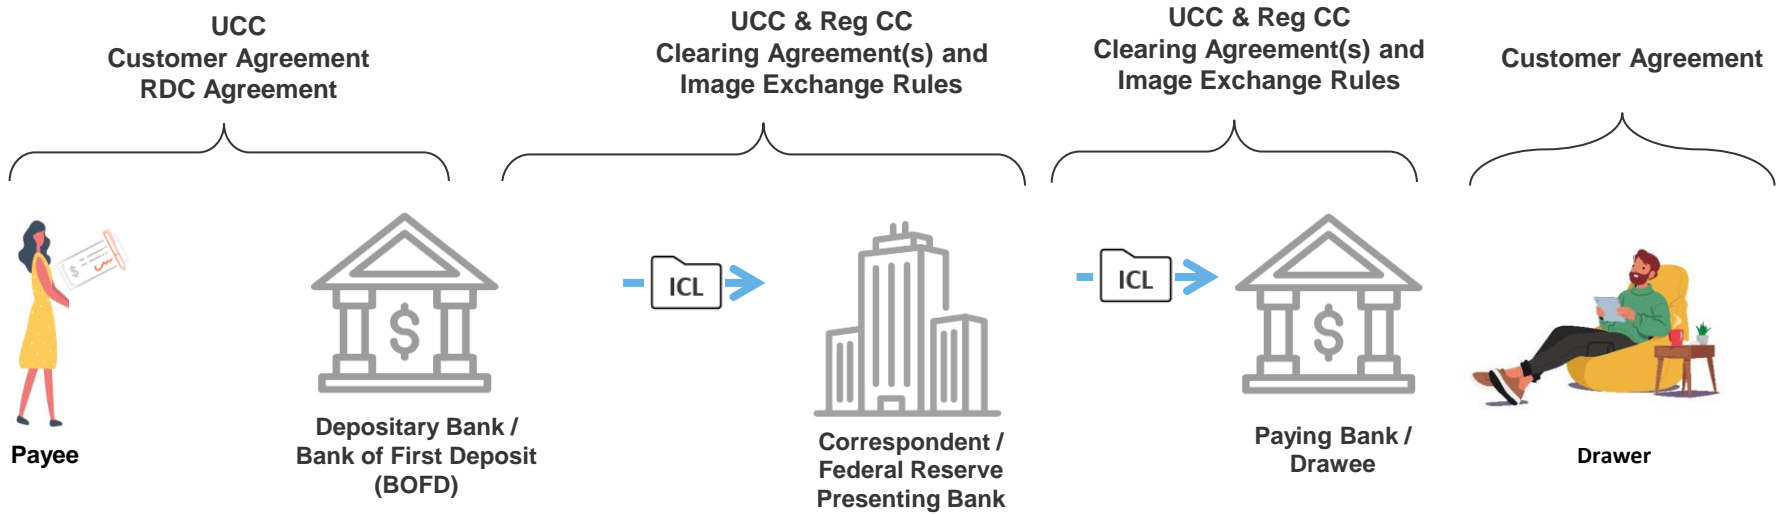 UCC
Customer Agreement
RDC Agreement
UCC & Reg CC
Clearing Agreement(s) and
Image Exchange Rules
UCC & Reg CC
Clearing Agreement(s) and
Image Exchange Rules
Customer Agreement
$
$
ICL
ICL
$
Payee
Depositary Bank /
Bank of First Deposit
(BOFD)
Correspondent /
Federal Reserve
Presenting Bank
Paying Bank /
Drawee
Drawer